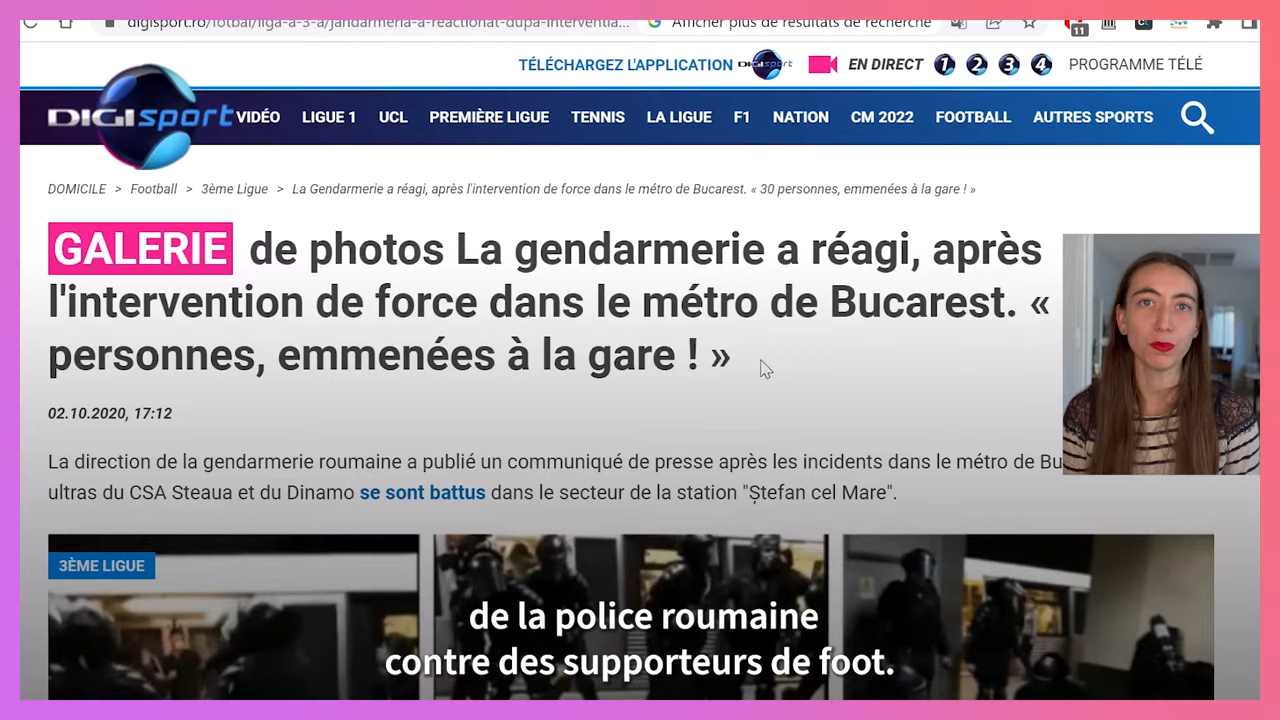 digisport.ro/fotbal/liga-a-3-a/jandarmeria-a-reactionat-dupa-interventia...
Afficher plus de résultats de recherche
11
TÉLÉCHARGEZ L'APPLICATION DIGISPORT EN DIRECT 1 2 3 4 PROGRAMME TÉLÉ
DIGISPORT VIDÉO LIGUE 1 UCL PREMIÈRE LIGUE TENNIS LA LIGUE F1 NATION CM 2022 FOOTBALL AUTRES SPORTS
DOMICILE > Football > 3ème Ligue > La Gendarmerie a réagi, après l'intervention de force dans le métro de Bucarest. « 30 personnes, emmenées à la gare ! »
GALERIE de photos La gendarmerie a réagi, après
l'intervention de force dans le métro de Bucarest. «
personnes, emmenées à la gare ! »
02.10.2020, 17:12
La direction de la gendarmerie roumaine a publié un communiqué de presse après les incidents dans le métro de Bu
ultras du CSA Steaua et du Dinamo se sont battus dans le secteur de la station "Ștefan cel Mare".
3ÈME LIGUE
de la police roumaine
contre des supporteurs de foot.